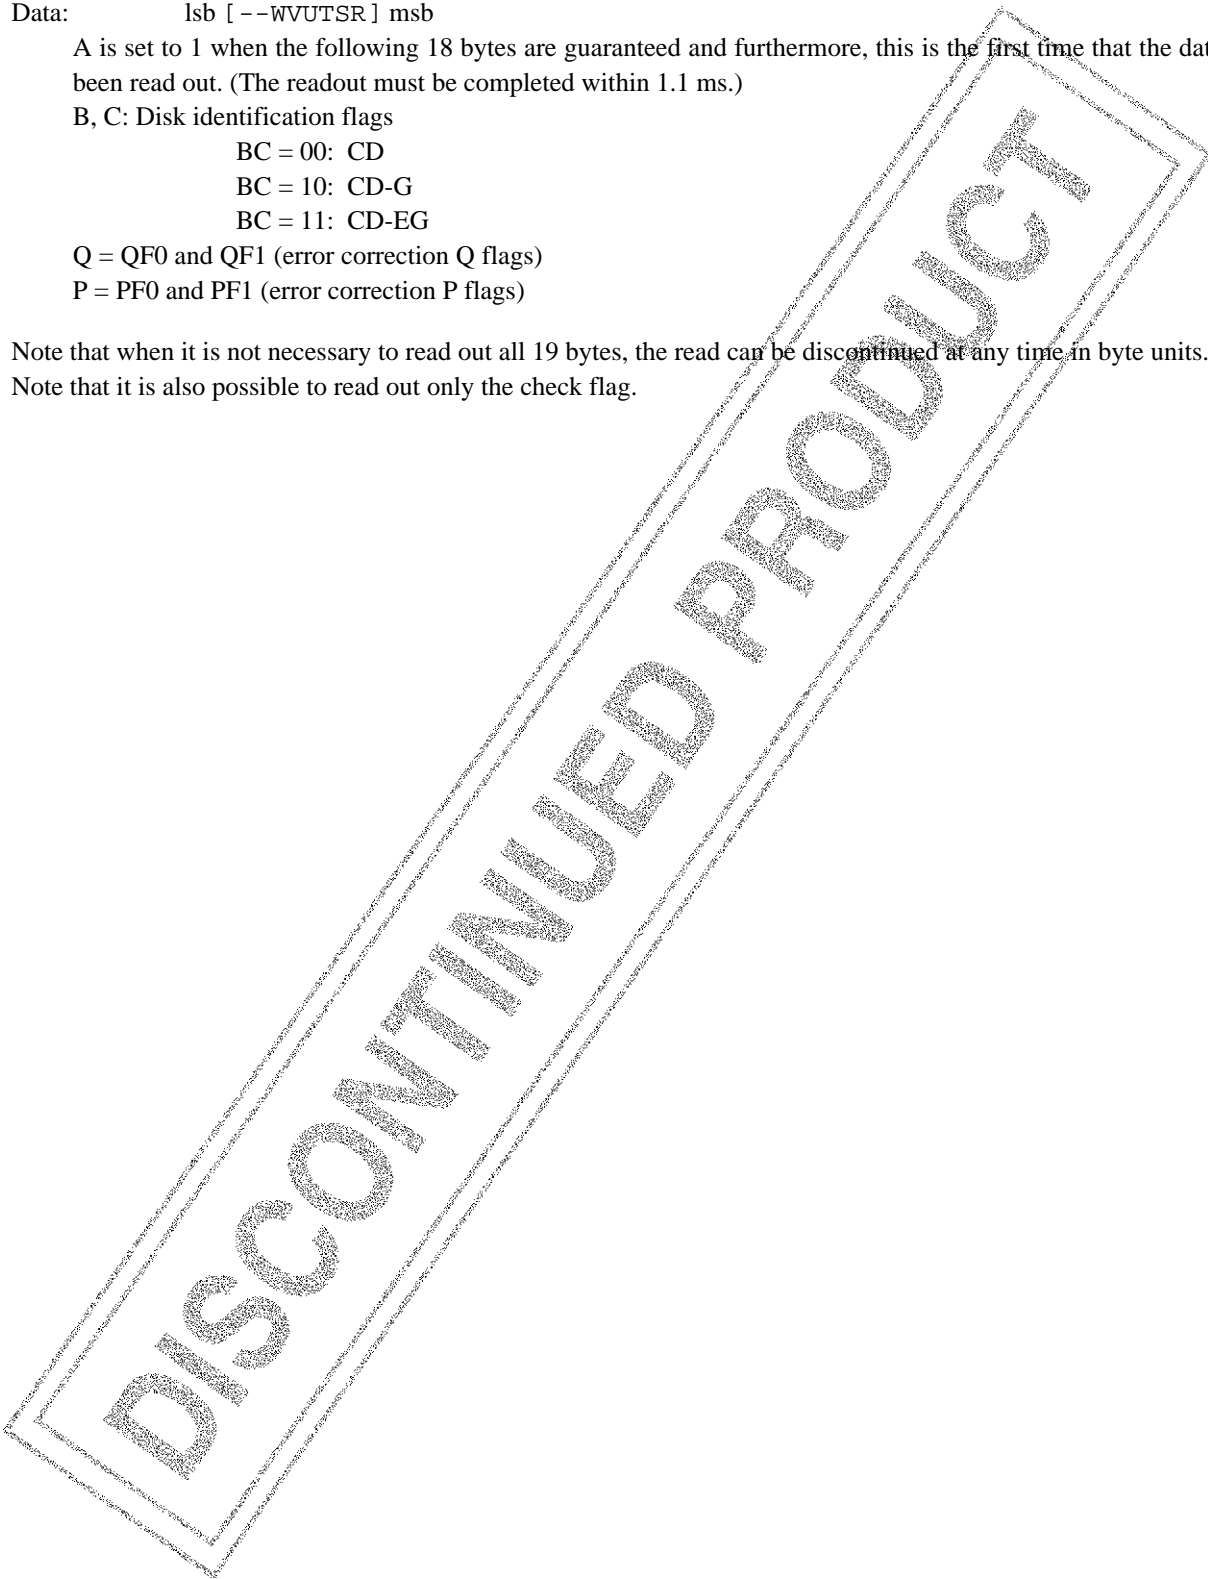 Data: lsb [--WVUTSR] msb
A is set to 1 when the following 18 bytes are guaranteed and furthermore, this is the first time that the dat
been read out. (The readout must be completed within 1.1 ms.)
B, C: Disk identification flags
BC = 00: CD
BC = 10: CD-G
BC = 11: CD-EG
Q = QF0 and QF1 (error correction Q flags)
P = PF0 and PF1 (error correction P flags)
Note that when it is not necessary to read out all 19 bytes, the read can be discontinued at any time in byte units.
Note that it is also possible to read out only the check flag.
DISCONTINUED PRODUCT